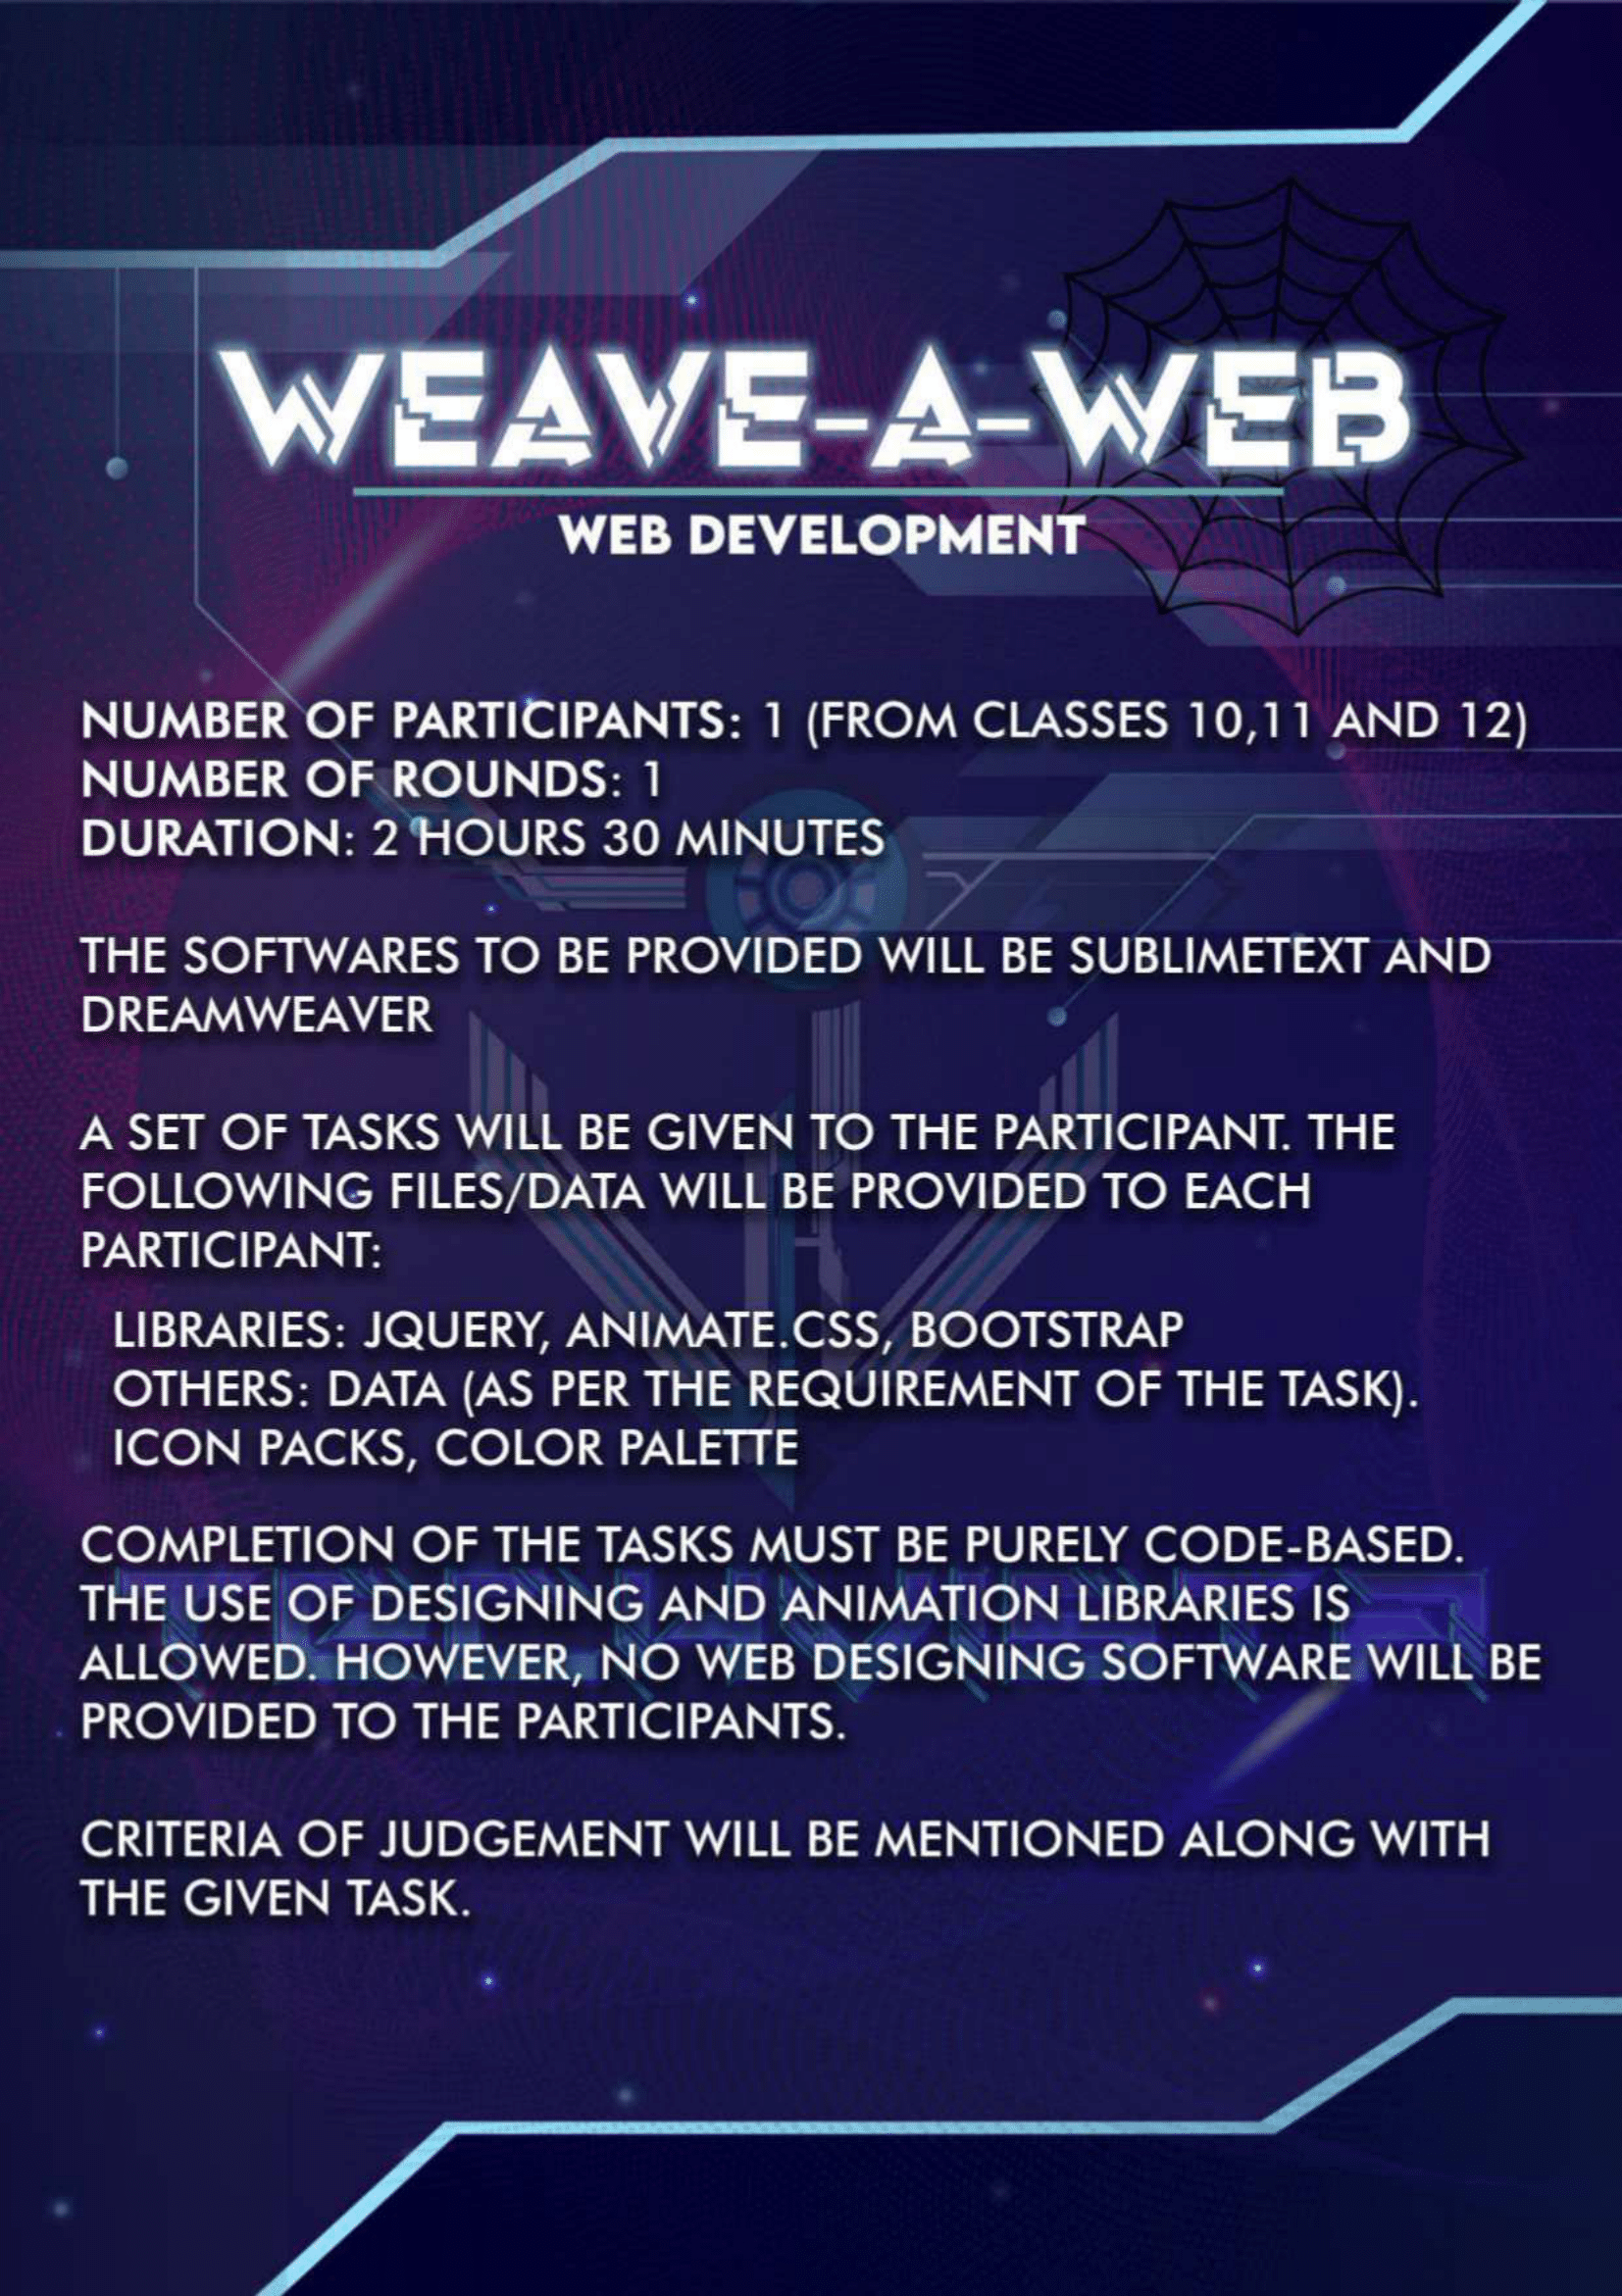 WEAVE-A-WEB
WEB DEVELOPMENT
NUMBER OF PARTICIPANTS: 1 (FROM CLASSES 10,11 AND 12)
NUMBER OF ROUNDS: 1
DURATION: 2 HOURS 30 MINUTES
THE SOFTWARES TO BE PROVIDED WILL BE SUBLIMETEXT AND
DREAMWEAVER
A SET OF TASKS WILL BE GIVEN TO THE PARTICIPANT. THE
FOLLOWING FILES/DATA WILL BE PROVIDED TO EACH
PARTICIPANT:
LIBRARIES: JQUERY, ANIMATE.CSS, BOOTSTRAP
OTHERS: DATA (AS PER THE REQUIREMENT OF THE TASK).
ICON PACKS, COLOR PALETTE
COMPLETION OF THE TASKS MUST BE PURELY CODE-BASED.
THE USE OF DESIGNING AND ANIMATION LIBRARIES IS
ALLOWED. HOWEVER, NO WEB DESIGNING SOFTWARE WILL BE
PROVIDED TO THE PARTICIPANTS.
CRITERIA OF JUDGEMENT WILL BE MENTIONED ALONG WITH
THE GIVEN TASK.